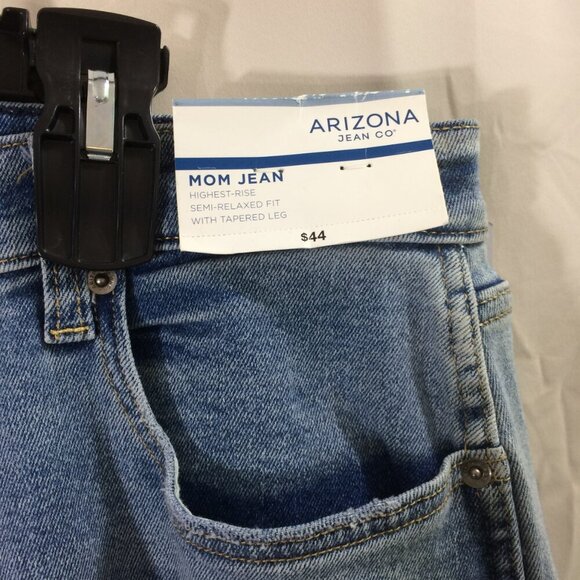 ARIZONA
JEAN CO®
MOM JEAN
HIGHEST-RISE
SEMI-RELAXED FIT
WITH TAPERED LEG
$44